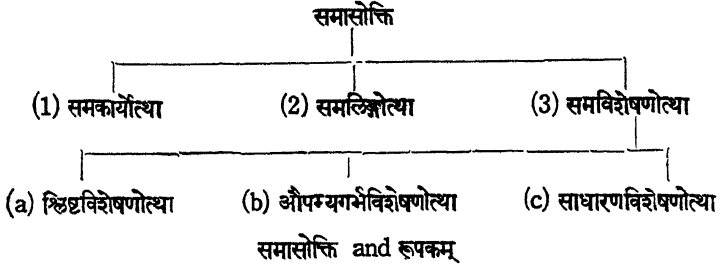 समासोक्ति
(1) समकार्योत्था (2) समलिङ्गोत्था (3) समविशेषणोत्था
(a) श्लिष्टविशेषणोत्था (b) औपम्यगर्भविशेषणोत्था (c) साधारणविशेषणोत्था
समासोक्ति and रूपकम्